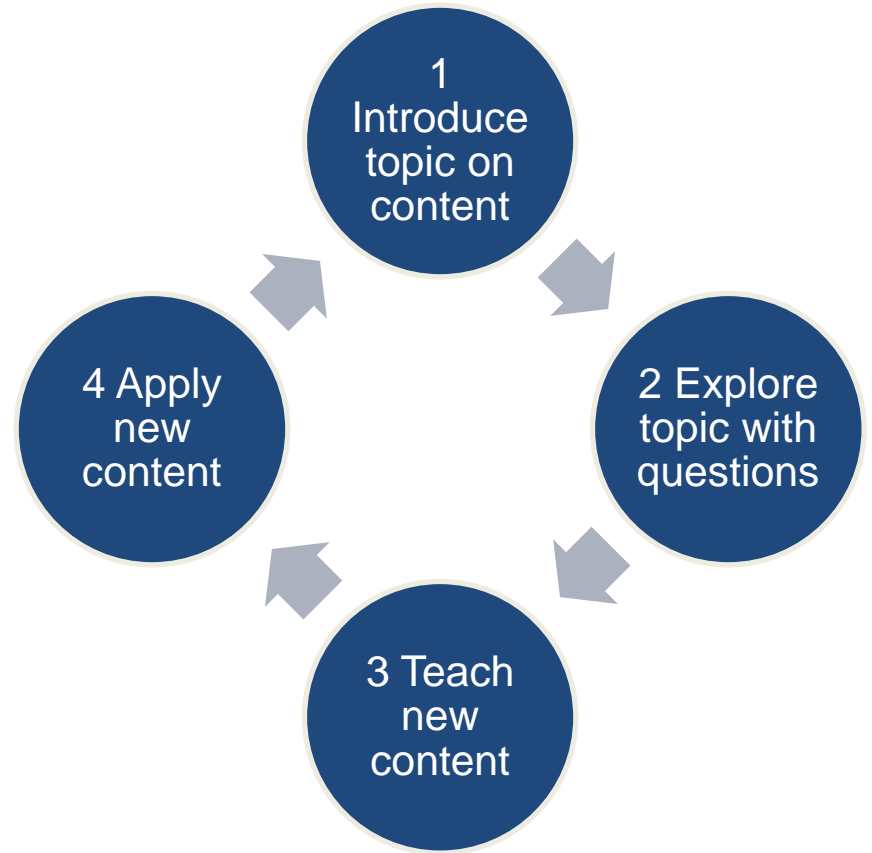 1
Introduce
topic on
content
2 Explore
topic with
questions
3 Teach
new
content
4 Apply
new
content